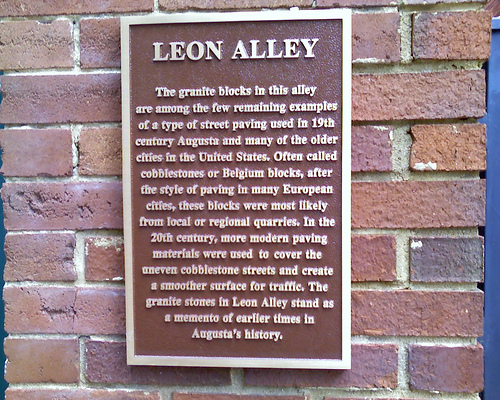 LEON ALLEY
The granite blocks in this alley
are among the few remaining examples
of a type of street paving used in 19th
century Augusta and many of the older
cities in the United States. Often called
cobblestones or Belgium blocks, after
the style of paving in many European
cities, these blocks were most likely
from local or regional quarries. In the
20th century, more modern paving
materials were used to cover the
uneven cobblestone streets and create
a smoother surface for traffic. The
granite stones in Leon Alley stand as
a memento of earlier times in
Augusta's history.